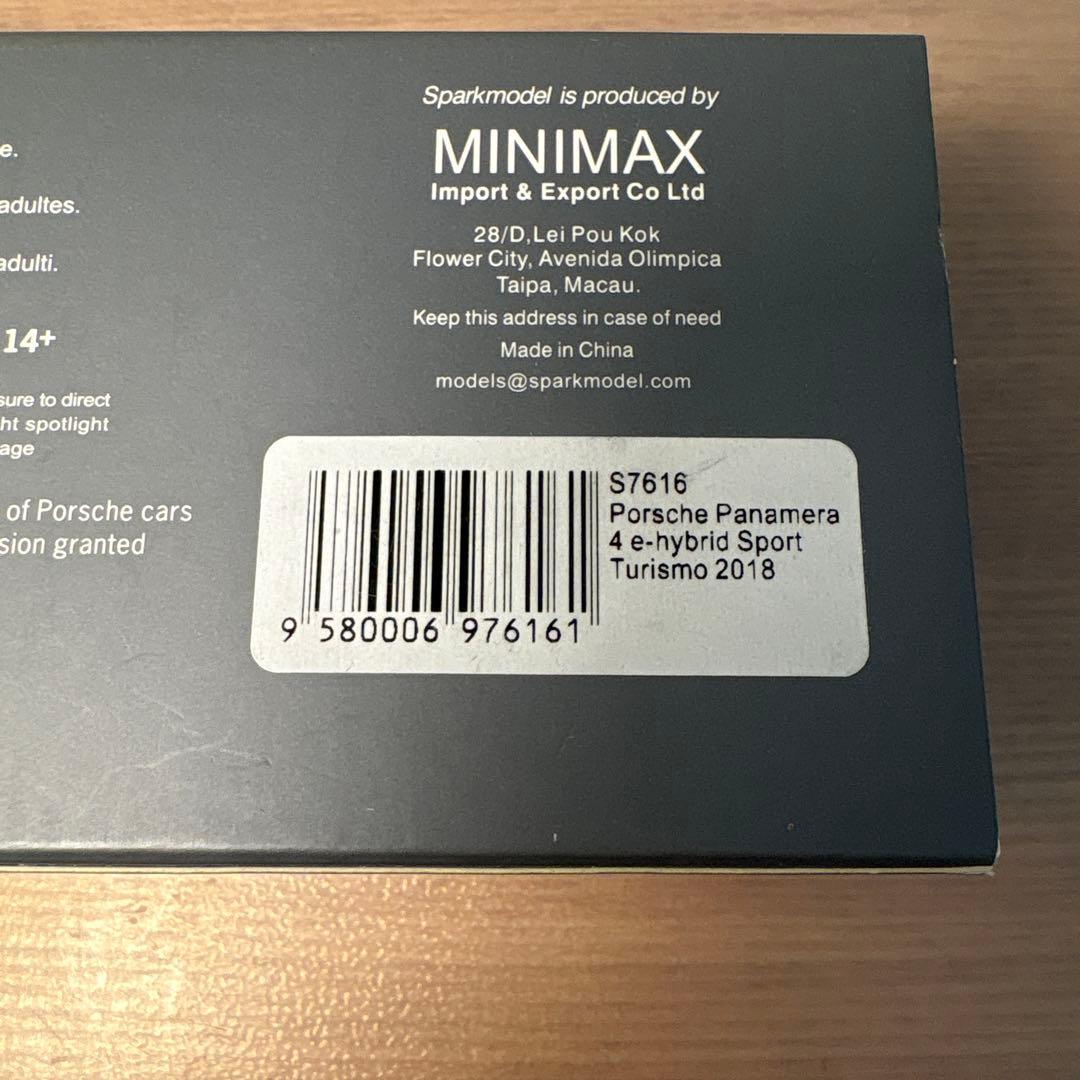 Sparkmodel is produced by
MINIMAX
Import & Export Co Ltd
28/D,Lei Pou Kok
Flower City, Avenida Olimpica
Taipa, Macau.
Keep this address in case of need
Made in China
models@sparkmodel.com
e.
adultes.
adulti.
14+
sure to direct
ht spotlight
age
of Porsche cars
sion granted
S7616
Porsche Panamera
4 e-hybrid Sport
Turismo 2018
9 580006 976161